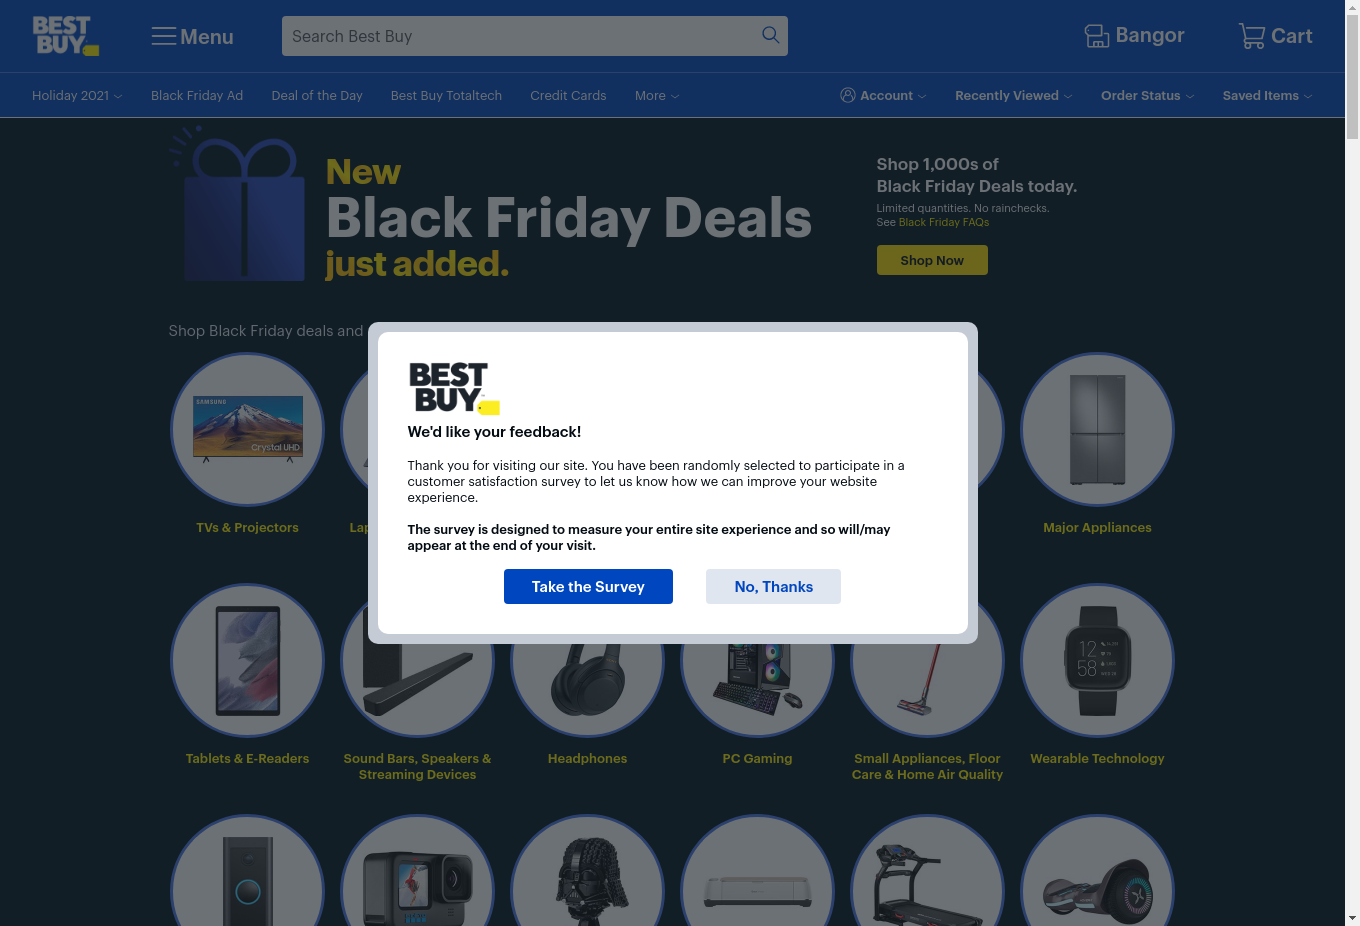 BEST
BUY
Menu
Search Best Buy
Bangor
Cart
Holiday 2021
Black Friday Ad
Deal of the Day
Best Buy Totaltech
Credit Cards
More
Account
Recently Viewed
Order Status
Saved Items
New
Black Friday Deals
just added.
Shop 1,000s of
Black Friday Deals today.
Limited quantities. No rainchecks.
See Black Friday FAQs
Shop Now
Shop Black Friday deals and
BEST
BUY
We'd like your feedback!
Thank you for visiting our site. You have been randomly selected to participate in a
customer satisfaction survey to let us know how we can improve your website
experience.
The survey is designed to measure your entire site experience and so will/may
appear at the end of your visit.
Take the Survey
No, Thanks
SAMSUNG
Crystal UHD
TVs & Projectors
Major Appliances
12
58
Tablets & E-Readers
Sound Bars, Speakers &
Streaming Devices
Headphones
PC Gaming
Small Appliances, Floor
Care & Home Air Quality
Wearable Technology